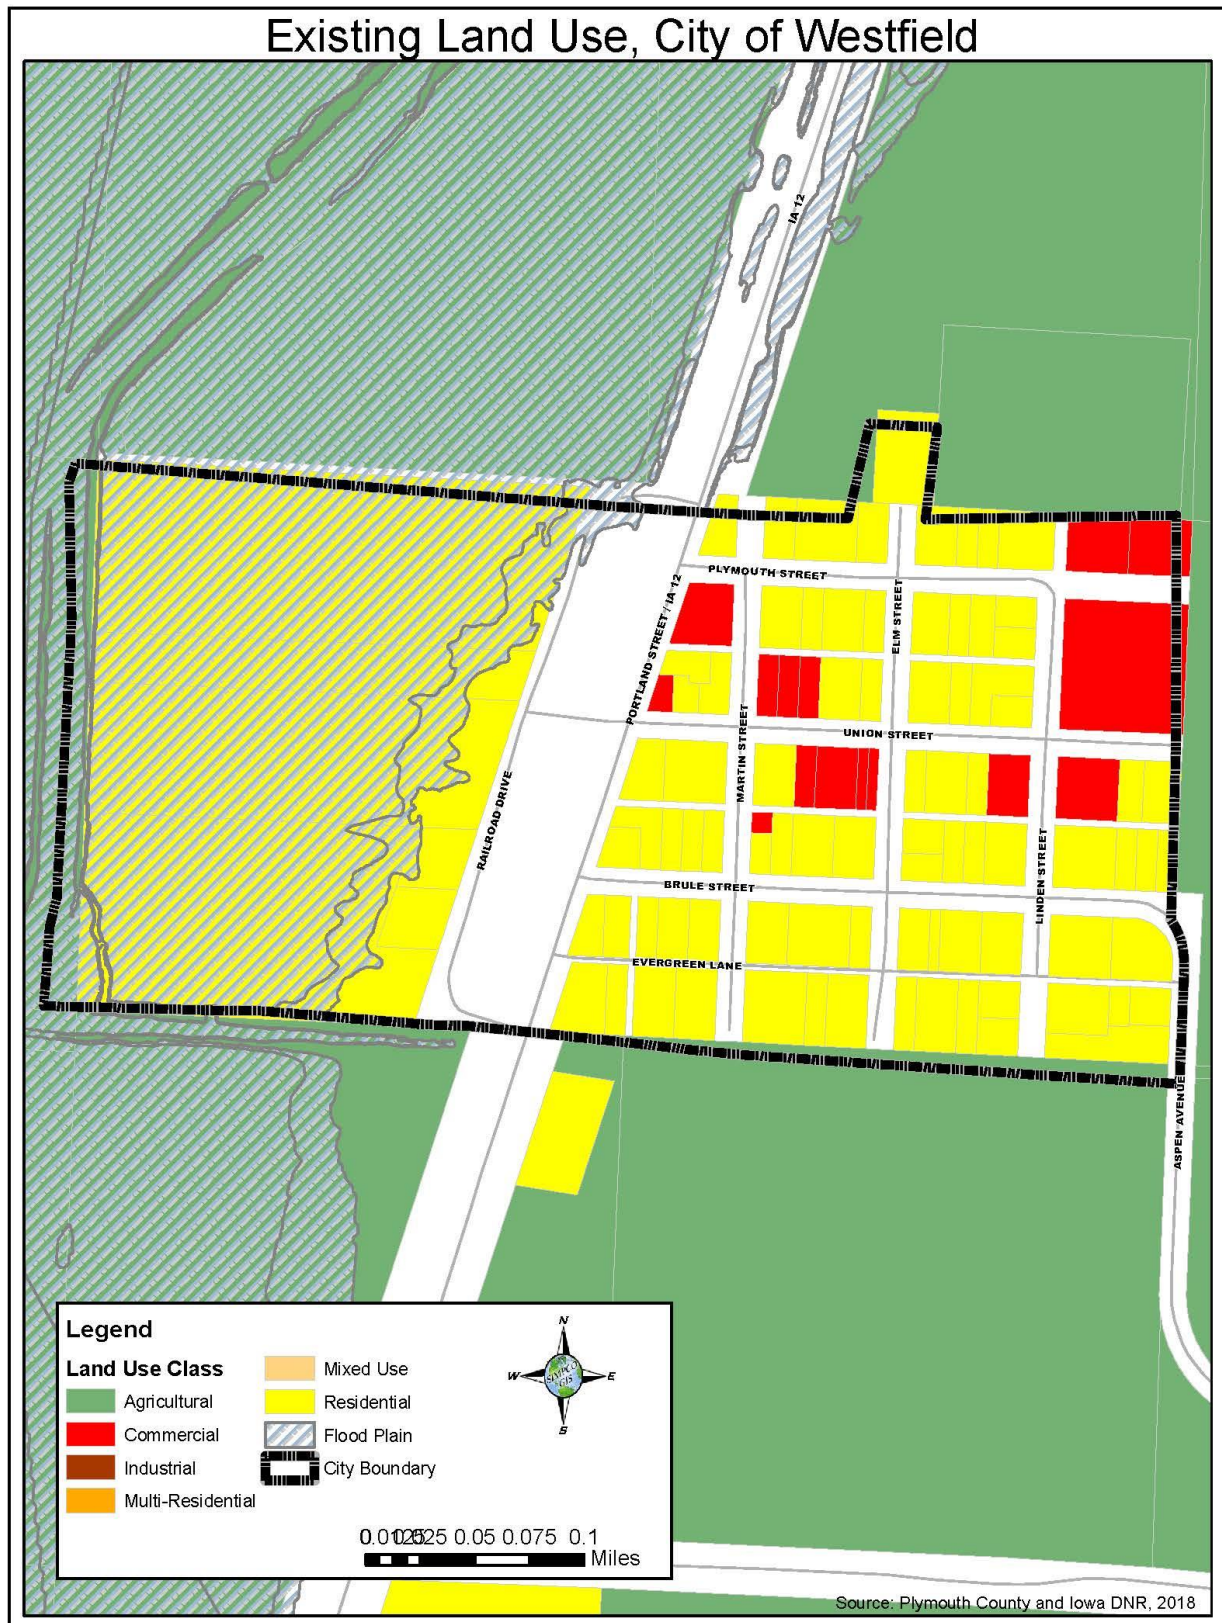 Existing Land Use, City of Westfield
IA 12
PLYMOUTH STREET
ELM STREET
PORTLAND STREET / IA 12
MARTIN STREET
UNION STREET
RAILROAD DRIVE
LINDEN STREET
BRULE STREET
EVERGREEN LANE
ASPEN AVENUE
Legend
Land Use Class
Agricultural
Commercial
Industrial
Multi-Residential
Mixed Use
Residential
Flood Plain
City Boundary
N
W
E
S
SIMPCO
GIS
0.05 0.075 0.1
Miles
Source: Plymouth County and Iowa DNR, 2018